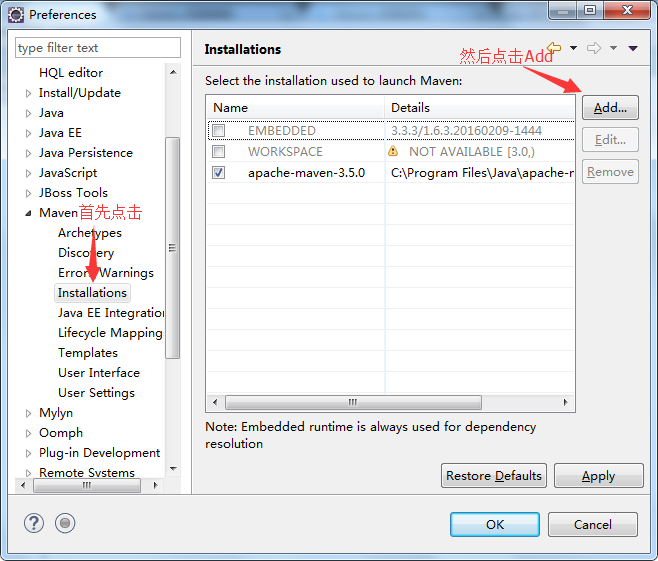 Preferences
type filter text
HQL editor
Install/Update
Java
Java EE
Java Persistence
JavaScript
JBoss Tools
Maven
首先点击
Archetypes
Discovery
Errors/Warnings
Installations
Java EE Integration
Lifecycle Mapping
Templates
User Interface
User Settings
Mylyn
Oomph
Plug-in Development
Remote Systems
Installations
然后点击Add
Select the installation used to launch Maven:
Name Details
EMBEDDED 3.3.3/1.6.3.20160209-1444
WORKSPACE NOT AVAILABLE [3.0,)
apache-maven-3.5.0 C:\Program Files\Java\apache-m
Add...
Edit...
Remove
Note: Embedded runtime is always used for dependency
resolution
Restore Defaults Apply
OK Cancel